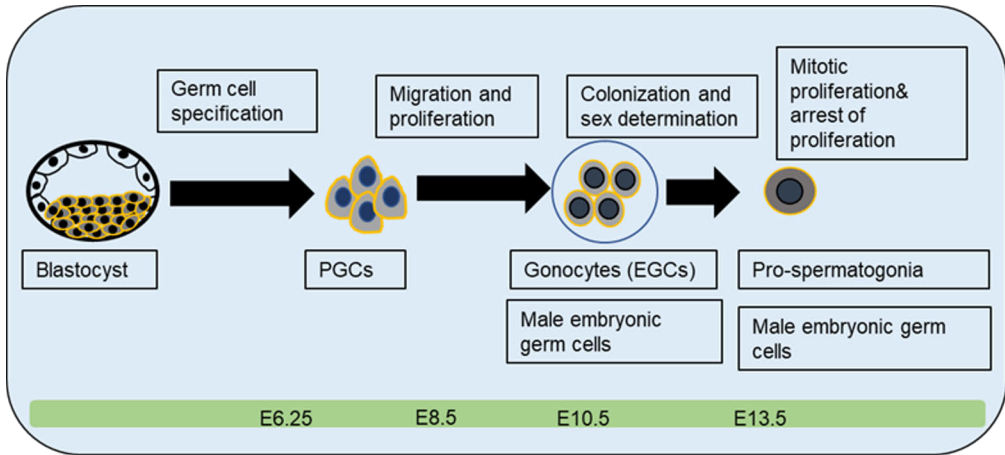 Germ cell
specification
Migration and
proliferation
Colonization and
sex determination
Mitotic
proliferation&
arrest of
proliferation
Blastocyst
PGCs
Gonocytes (EGCs)
Pro-spermatogonia
Male embryonic
germ cells
Male embryonic germ
cells
E6.25
E8.5
E10.5
E13.5